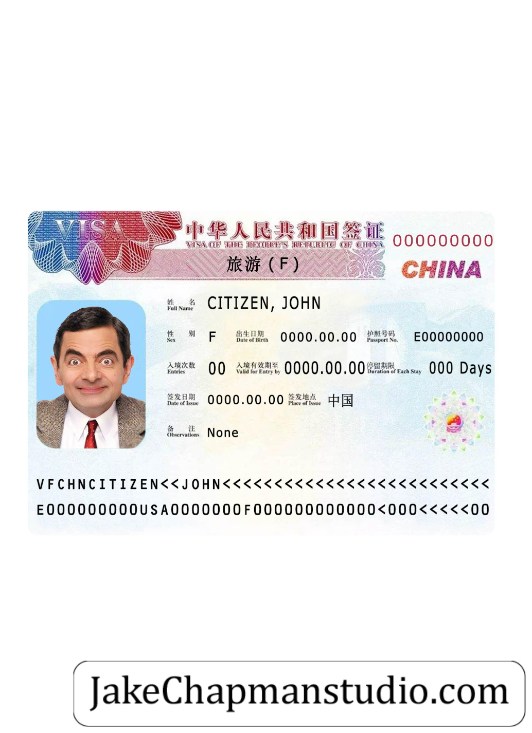 VISA
中华人民共和国签证
VISA OF THE PEOPLE'S REPUBLIC OF CHINA
000000000
旅游(F)
CHINA
姓 名
Full Name
CITIZEN, JOHN
性 别
Sex
F
出生日期
Date of Birth
0000.00.00
护照号码
Passport No.
E00000000
入境次数
Entries
00
入境有效期至
Valid for Entry by
0000.00.00
停留期限
Duration of Each Stay
000 Days
签发日期
Date of Issue
0000.00.00
签发地点
Place of Issue
中国
备 注
Observations
None
VFCHNCITIZEN<<JOHN<<<<<<<<<<<<<<<<<<<<<<<<<<
E000000000USA0000000F00000000000<000<<<<<00
JakeChapmanstudio.com